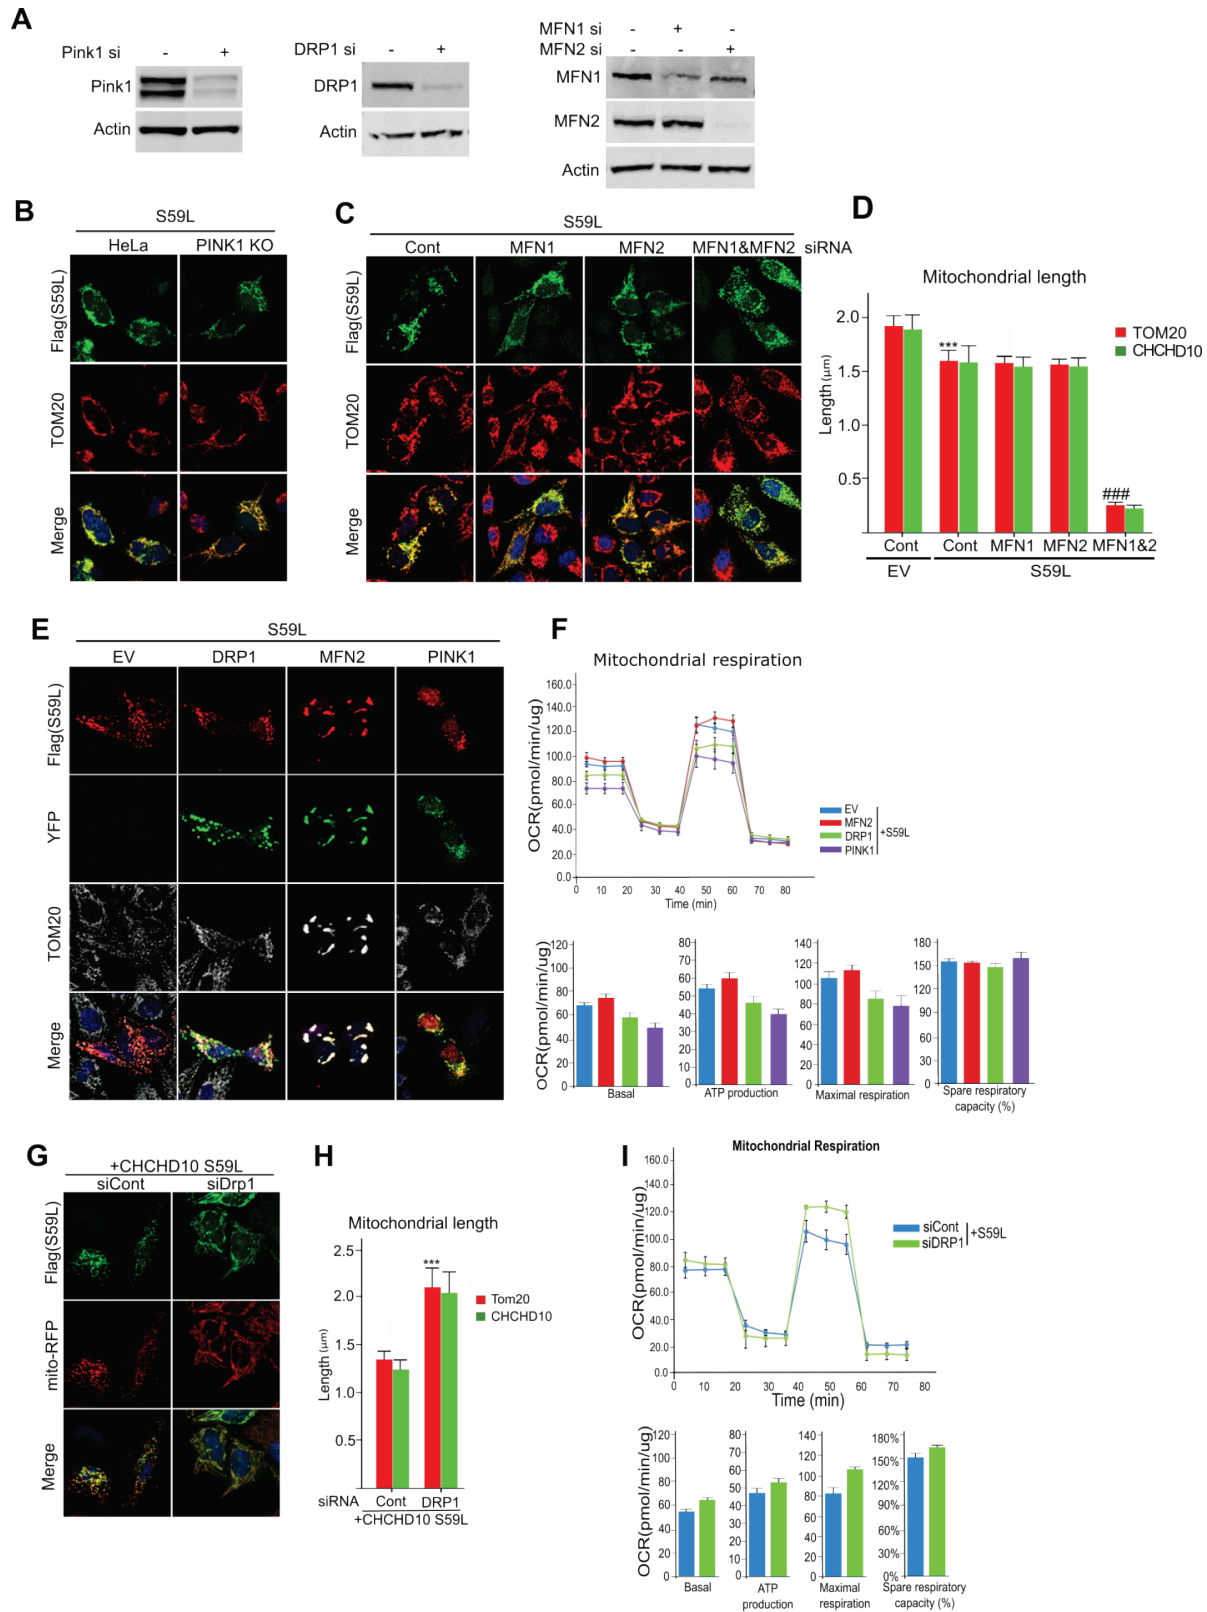 A
Pink1 si - +
Pink1
Actin
DRP1 si - +
DRP1
Actin
MFN1 si - + -
MFN2 si - - +
MFN1
MFN2
Actin
B
S59L
HeLa PINK1 KO
Flag(S59L)
TOM20
Merge
C
S59L
Cont MFN1 MFN2 MFN1&MFN2 siRNA
Flag(S59L)
TOM20
Merge
D
Mitochondrial length
TOM20
CHCHD10
Length (μm)
2.0
1.5
1.0
0.5
***
###
Cont Cont MFN1 MFN2 MFN1&2
EV S59L
E
S59L
EV DRP1 MFN2 PINK1
Flag(S59L)
YFP
TOM20
Merge
F
Mitochondrial respiration
OCR(pmol/min/ug)
160.0
140.0
120.0
100.0
80.0
60.0
40.0
20.0
0.0
0 10 20 30 40 50 60 70 80
Time (min)
EV
MFN2
DRP1
PINK1
+S59L
OCR(pmol/min/ug)
120
100
80
60
40
20
0
Basal
80
70
60
50
40
30
20
10
0
ATP production
140
120
100
80
60
40
20
0
Maximal respiration
180
150
120
90
60
30
0
Spare respiratory
capacity (%)
G
+CHCHD10 S59L
siCont siDrp1
Flag(S59L)
mito-RFP
Merge
H
Mitochondrial length
Length (μm)
2.5
2.0
1.5
1.0
0.5
***
Tom20
CHCHD10
siRNA Cont DRP1
+CHCHD10 S59L
I
Mitochondrial Respiration
OCR(pmol/min/ug)
160.0
140.0
120.0
100.0
80.0
60.0
40.0
20.0
0.0
0 10 20 30 40 50 60 70 80
Time (min)
siCont
siDRP1
+S59L
OCR(pmol/min/ug)
120
100
80
60
40
20
0
Basal
80
70
60
50
40
30
20
10
0
ATP
production
140
120
100
80
60
40
20
0
Maximal
respiration
180%
150%
120%
90%
60%
30%
0%
Spare respiratory
capacity (%)